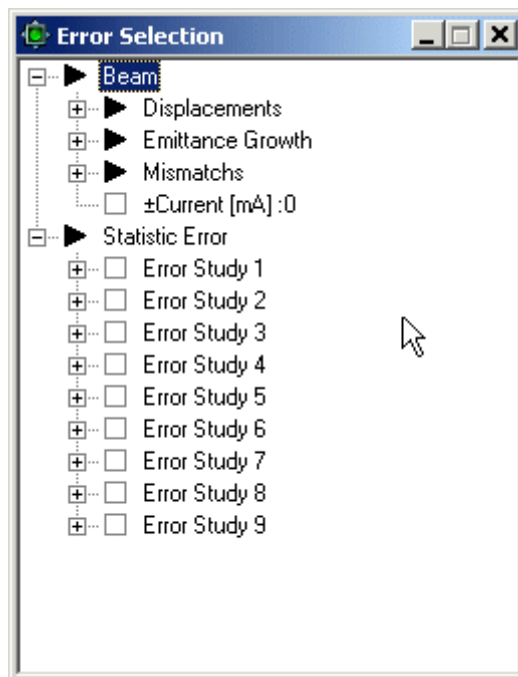 Error Selection
Beam
Displacements
Emittance Growth
Mismatchs
±Current [mA] :0
Statistic Error
Error Study 1
Error Study 2
Error Study 3
Error Study 4
Error Study 5
Error Study 6
Error Study 7
Error Study 8
Error Study 9